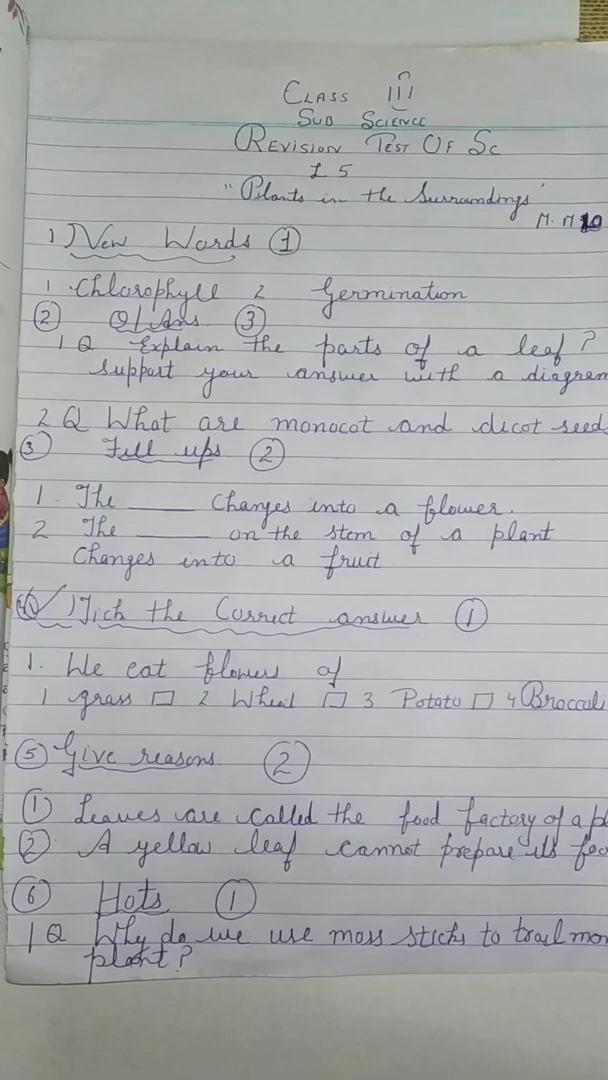 CLASS III
SUB SCIENCE
REVISION TEST OF Sc
L 5
"Plants in the Surroundings"
M. M 10
1) New Words ①
1 Chlorophyll 2 Germination
② Q/Ans ③
1 Q Explain the parts of a leaf?
Support your answer with a diagram
2 Q What are monocot and dicot seed
③ Fill ups ②
1. The ____ changes into a flower.
2 The ____ on the stem of a plant
Changes into a fruit
④ Tick the Correct answer ①
1. We eat flowers of
1 grass □ 2 Wheat □ 3 Potato □ 4 Broccoli
⑤ Give reasons ②
① Leaves are called the food factory of a pl
② A yellow leaf cannot prepare its foo
⑥ Hots ①
1 Q Why do we use moss sticks to trail mon
plant?